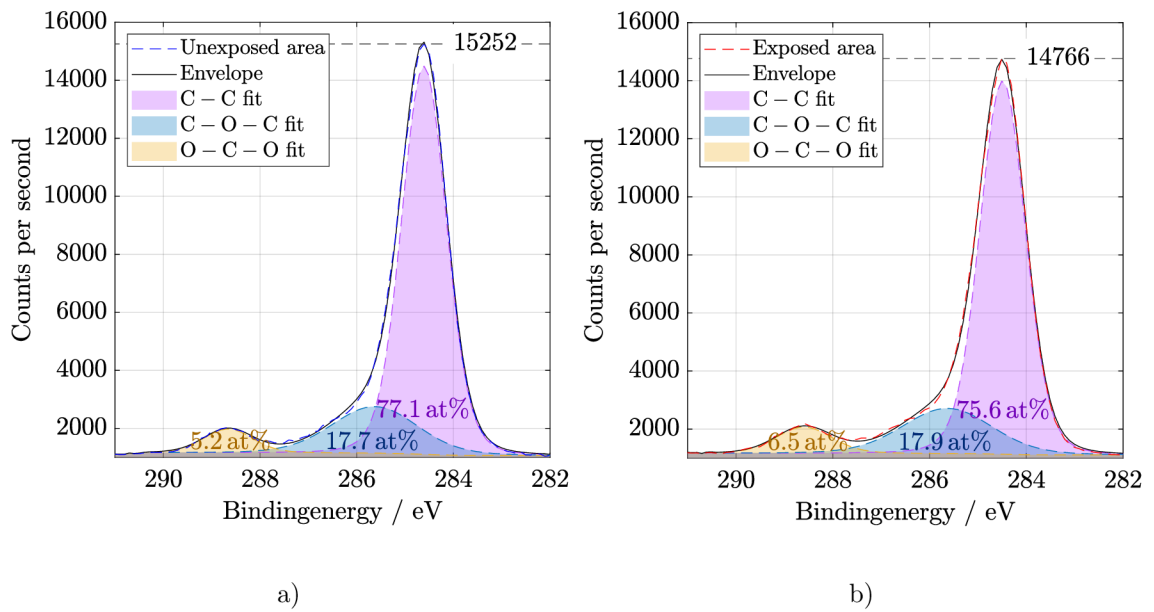 16000
14000
12000
10000
8000
6000
4000
2000
Counts per second
15252
Unexposed area
Envelope
C – C fit
C – O – C fit
O – C – O fit
77.1 at%
5.2 at%
17.7 at%
290
288
286
284
282
Bindingenergy / eV
a)
16000
14000
12000
10000
8000
6000
4000
2000
Counts per second
14766
Exposed area
Envelope
C – C fit
C – O – C fit
O – C – O fit
75.6 at%
6.5 at%
17.9 at%
290
288
286
284
282
Bindingenergy / eV
b)